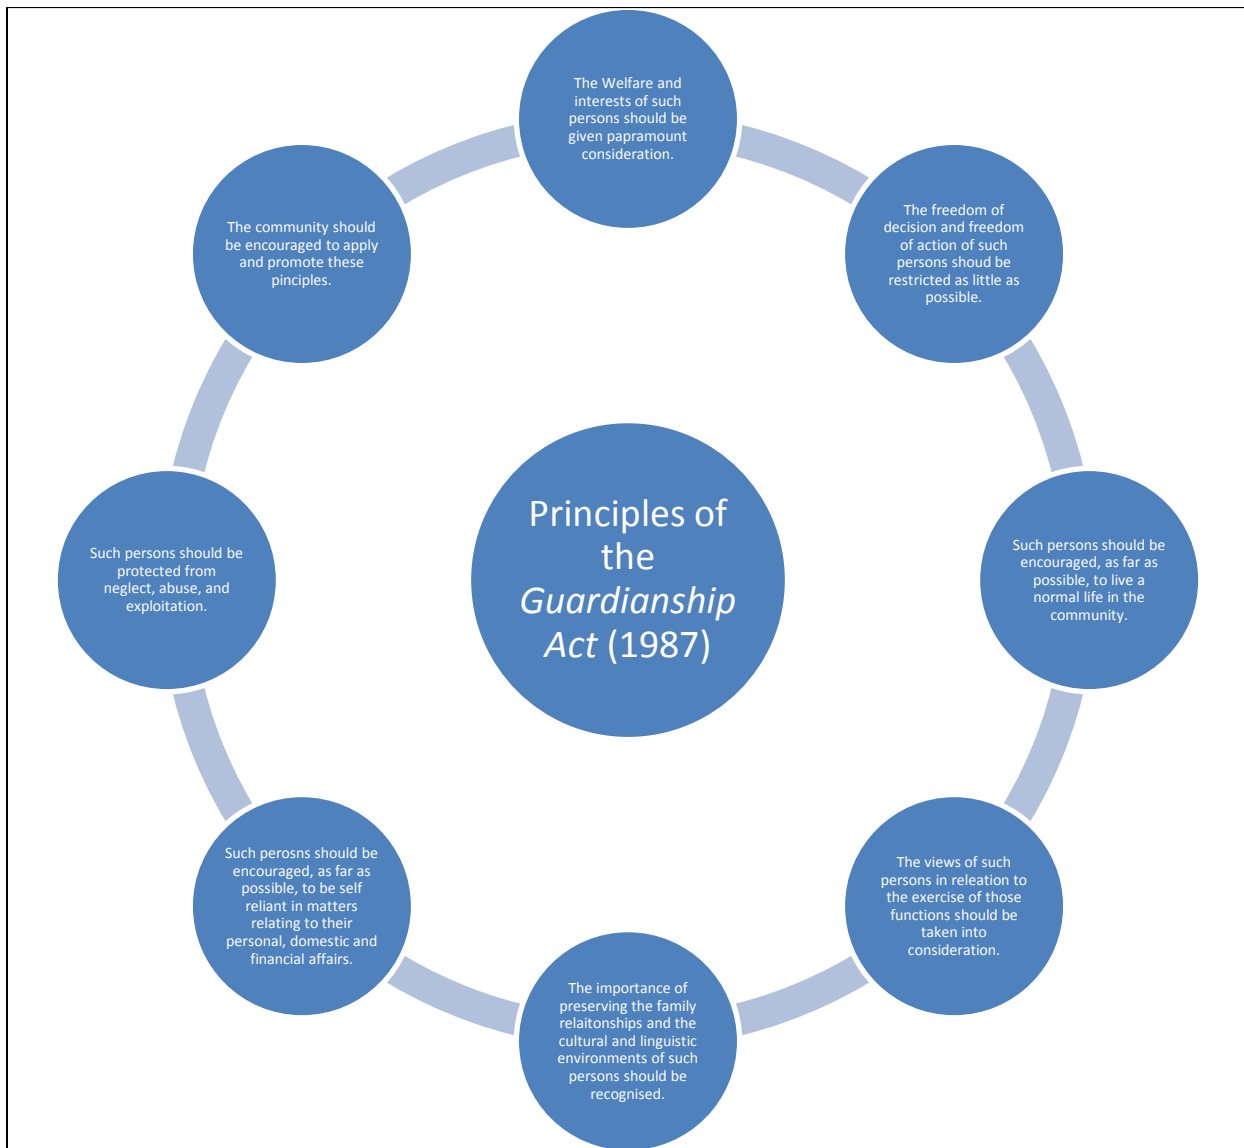 The Welfare and
interests of such
persons should be
given papramount
consideration.
The freedom of
decision and freedom
of action of such
persons shoud be
restricted as little as
possible.
Such persons should be
encouraged, as far as
possible, to live a
normal life in the
community.
The views of such
persons in releation to
the exercise of those
functions should be
taken into
consideration.
The importance of
preserving the family
relaitonships and the
cultural and linguistic
environments of such
persons should be
recognised.
Such perosns should be
encouraged, as far as
possible, to be self
reliant in matters
relating to their
personal, domestic and
financial affairs.
Such persons should be
protected from
neglect, abuse, and
exploitation.
The community should
be encouraged to apply
and promote these
pinciples.
Principles of
the
Guardianship
Act (1987)